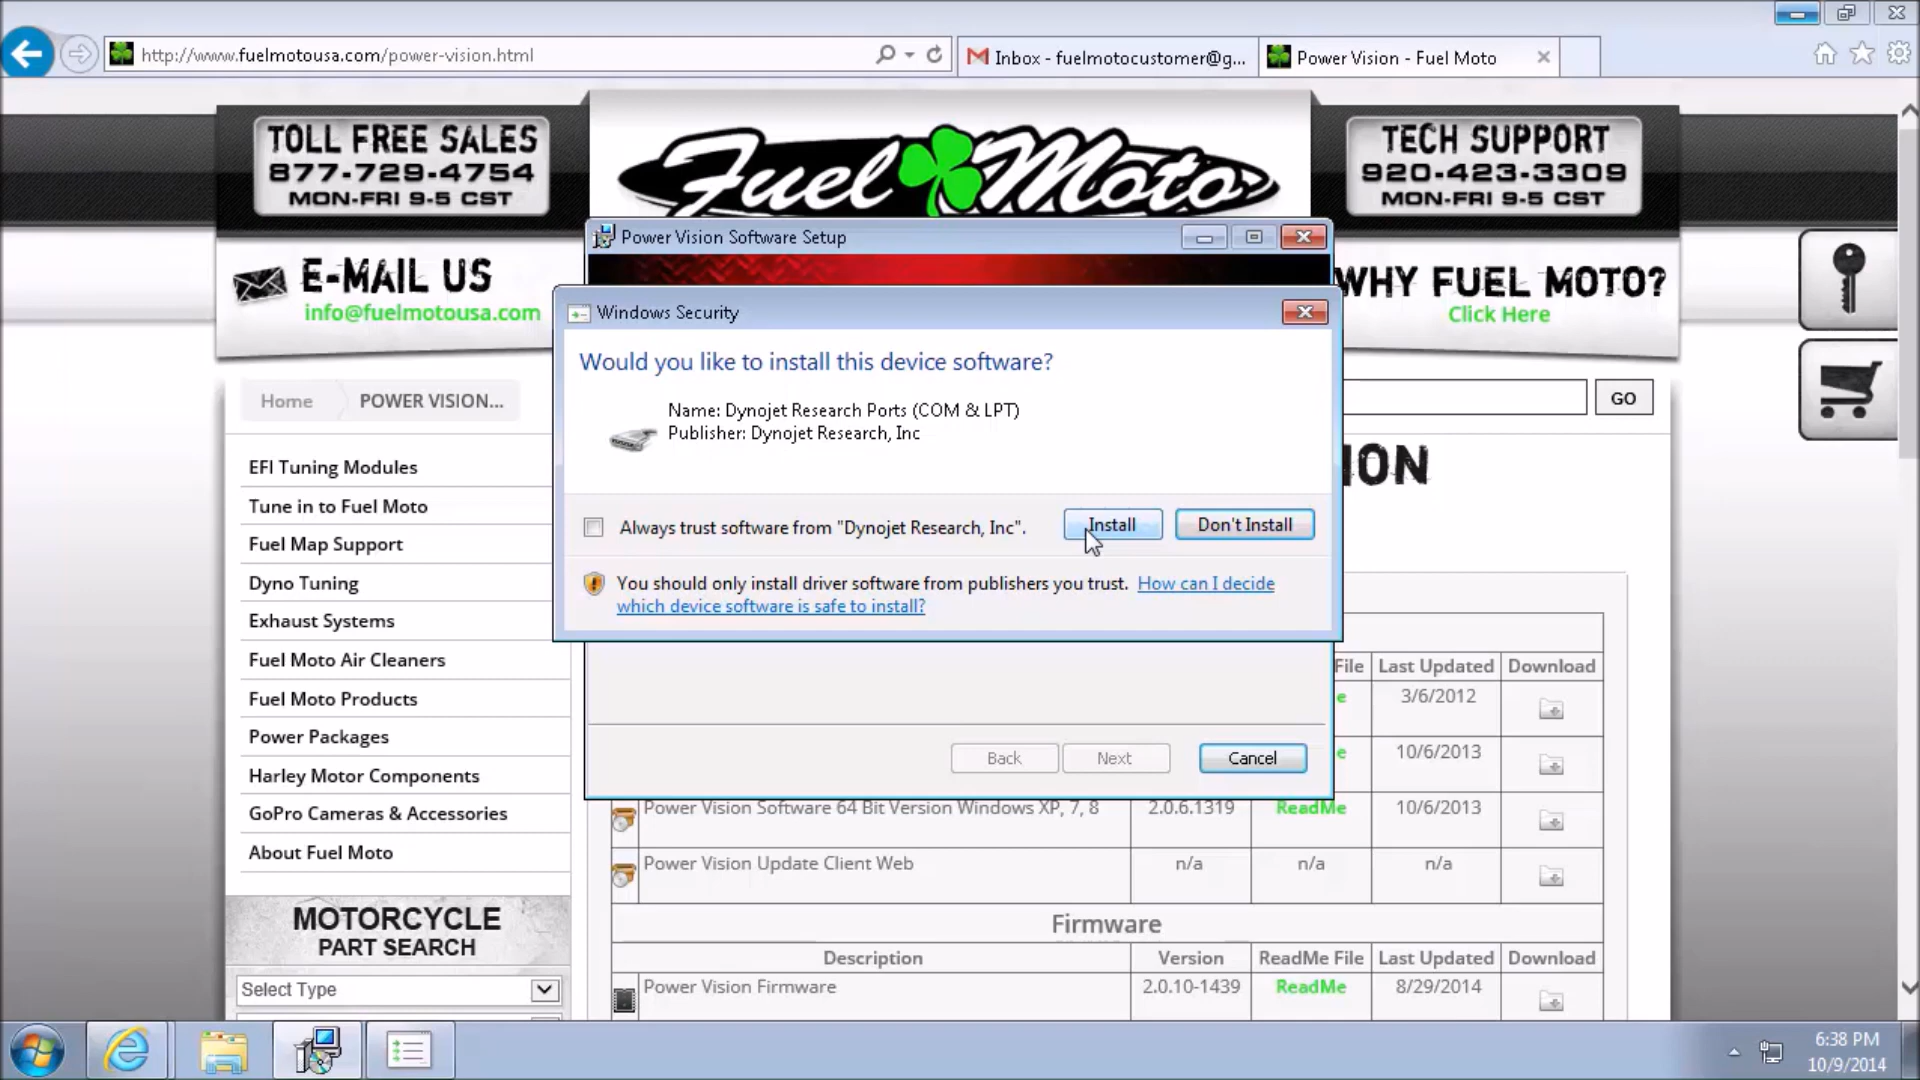 http://www.fuelmotousa.com/power-vision.html
Inbox - fuelmotocustomer@g...
Power Vision - Fuel Moto
TOLL FREE SALES
877-729-4754
MON-FRI 9-5 CST
Fuel Moto
TECH SUPPORT
920-423-3309
MON-FRI 9-5 CST
E-MAIL US
info@fuelmotousa.com
WHY FUEL MOTO?
Click Here
Power Vision Software Setup
Windows Security
Would you like to install this device software?
Name: Dynojet Research Ports (COM & LPT)
Publisher: Dynojet Research, Inc
Always trust software from "Dynojet Research, Inc".
Install
Don't Install
You should only install driver software from publishers you trust. How can I decide
which device software is safe to install?
Back
Next
Cancel
Home
POWER VISION...
GO
ION
EFI Tuning Modules
Tune in to Fuel Moto
Fuel Map Support
Dyno Tuning
Exhaust Systems
Fuel Moto Air Cleaners
Fuel Moto Products
Power Packages
Harley Motor Components
GoPro Cameras & Accessories
About Fuel Moto
MOTORCYCLE
PART SEARCH
Select Type
File Last Updated Download
e 3/6/2012
e 10/6/2013
Power Vision Software 64 Bit Version Windows XP, 7, 8 2.0.6.1319 ReadMe 10/6/2013
Power Vision Update Client Web n/a n/a n/a
Firmware
Description Version ReadMe File Last Updated Download
Power Vision Firmware 2.0.10-1439 ReadMe 8/29/2014
6:38 PM
10/9/2014